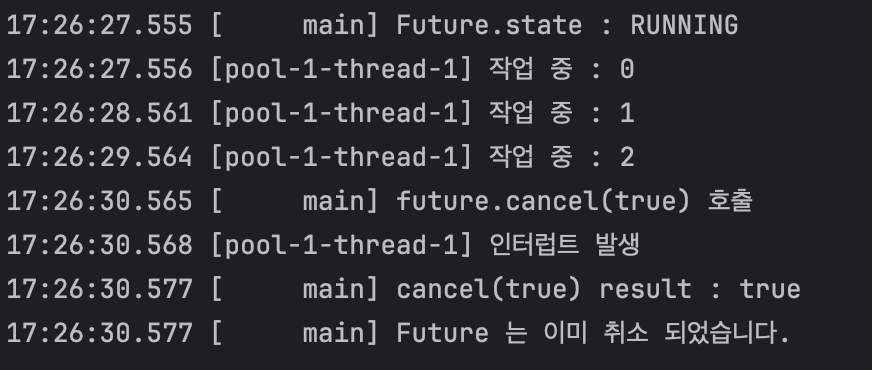 17:26:27.555 [     main] Future.state : RUNNING
17:26:27.556 [pool-1-thread-1] 작업 중 : 0
17:26:28.561 [pool-1-thread-1] 작업 중 : 1
17:26:29.564 [pool-1-thread-1] 작업 중 : 2
17:26:30.565 [     main] future.cancel(true) 호출
17:26:30.568 [pool-1-thread-1] 인터럽트 발생
17:26:30.577 [     main] cancel(true) result : true
17:26:30.577 [     main] Future 는 이미 취소 되었습니다.